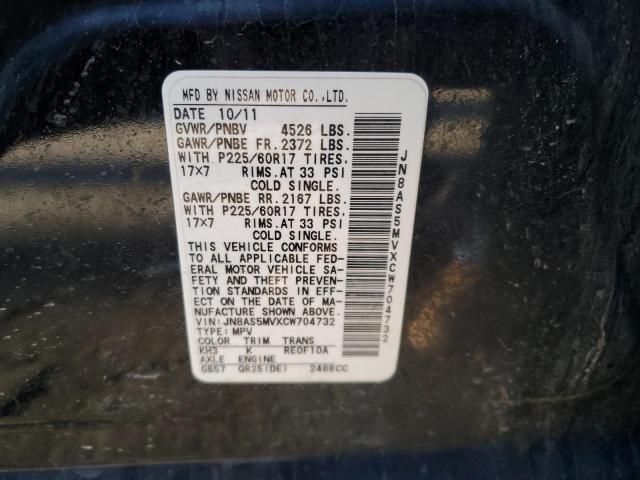 MFD BY NISSAN MOTOR CO.,LTD.
DATE 10/11
GVWR/PNBV 4526 LBS.
GAWR/PNBE FR. 2372 LBS.
WITH P225/60R17 TIRES,
17×7 RIMS.AT 33 PSI
COLD SINGLE.
GAWR/PNBE RR. 2167 LBS.
WITH P225/60R17 TIRES,
17×7 RIMS.AT 33 PSI
COLD SINGLE.
THIS VEHICLE CONFORMS
TO ALL APPLICABLE FED-
ERAL MOTOR VEHICLE SA-
FETY AND THEFT PREVEN-
TION STANDARDS IN EFF-
ECT ON THE DATE OF MA-
NUFACTURE SHOWN ABOVE.
VIN: JN8AS5MVXCW704732
TYPE: MPV
COLOR TRIM TRANS
KH3 K RE0F10A
AXLE ENGINE
GB57 QR25(DE) 2488CC
JN8AS5MVXCW704732